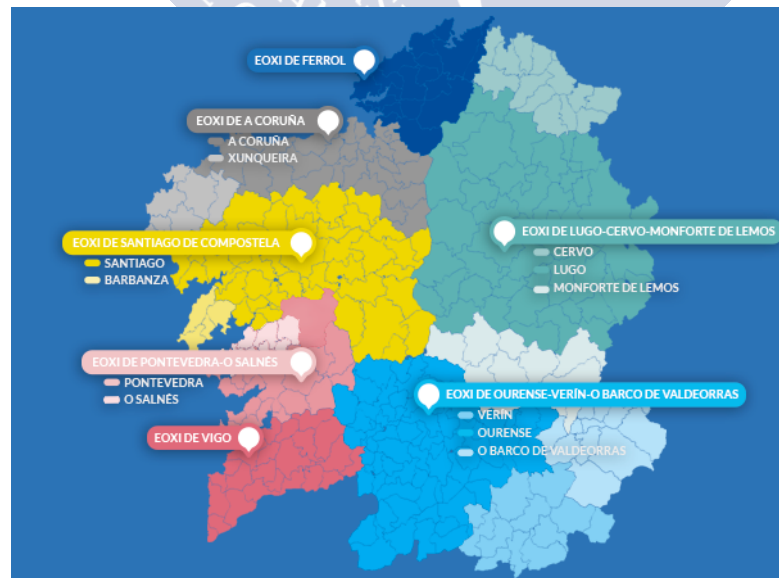 EOXI DE FERROL
EOXI DE A CORUÑA
A CORUÑA
XUNQUEIRA
EOXI DE LUGO-CERVO-MONFORTE DE LEMOS
CERVO
LUGO
MONFORTE DE LEMOS
EOXI DE SANTIAGO DE COMPOSTELA
SANTIAGO
BARBANZA
EOXI DE PONTEVEDRA-O SALNÉS
PONTEVEDRA
O SALNÉS
EOXI DE OURENSE-VERÍN-O BARCO DE VALDEORRAS
VERÍN
OURENSE
O BARCO DE VALDEORRAS
EOXI DE VIGO